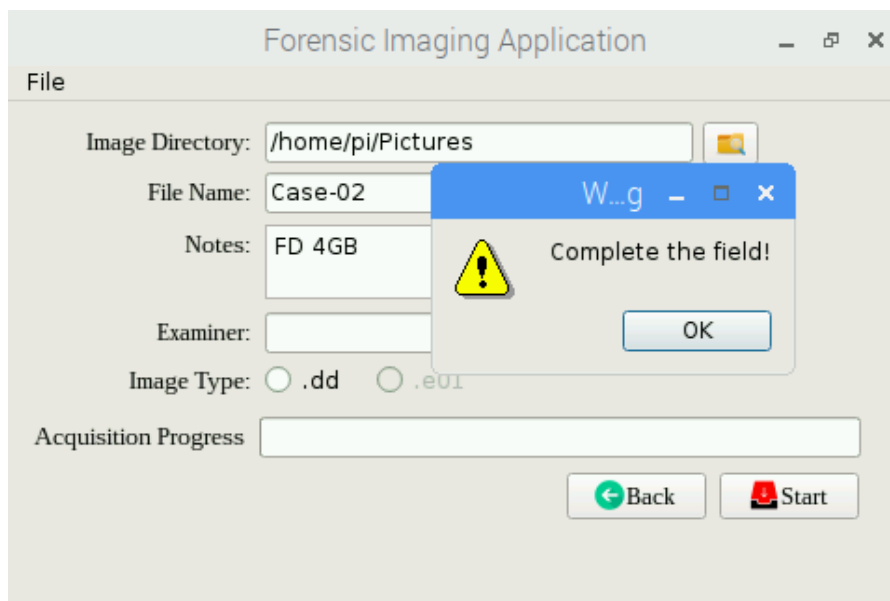 Forensic Imaging Application
File
Image Directory: /home/pi/Pictures
File Name: Case-02
W...g
Notes: FD 4GB
Complete the field!
OK
Examiner:
Image Type: .dd .e01
Acquisition Progress
Back Start